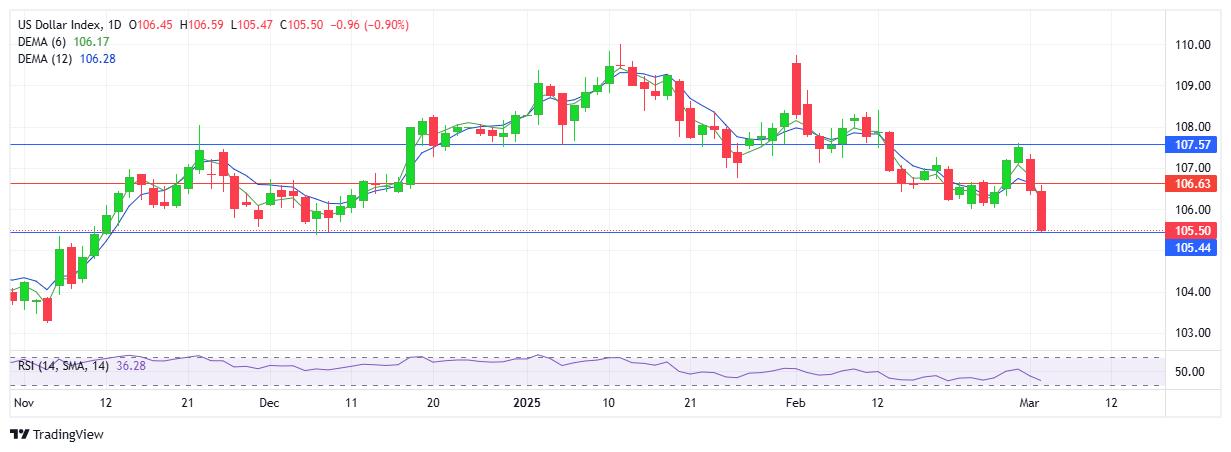 US Dollar Index, 1D O106.45 H106.59 L105.47 C105.50 −0.96 (−0.90%)
DEMA (6) 106.17
DEMA (12) 106.28
110.00
109.00
108.00
107.57
107.00
106.63
106.00
105.50
105.44
104.00
103.00
RSI (14, SMA, 14) 36.28
50.00
Nov 12 21 Dec 11 20 2025 10 21 Feb 12 Mar 12
TradingView